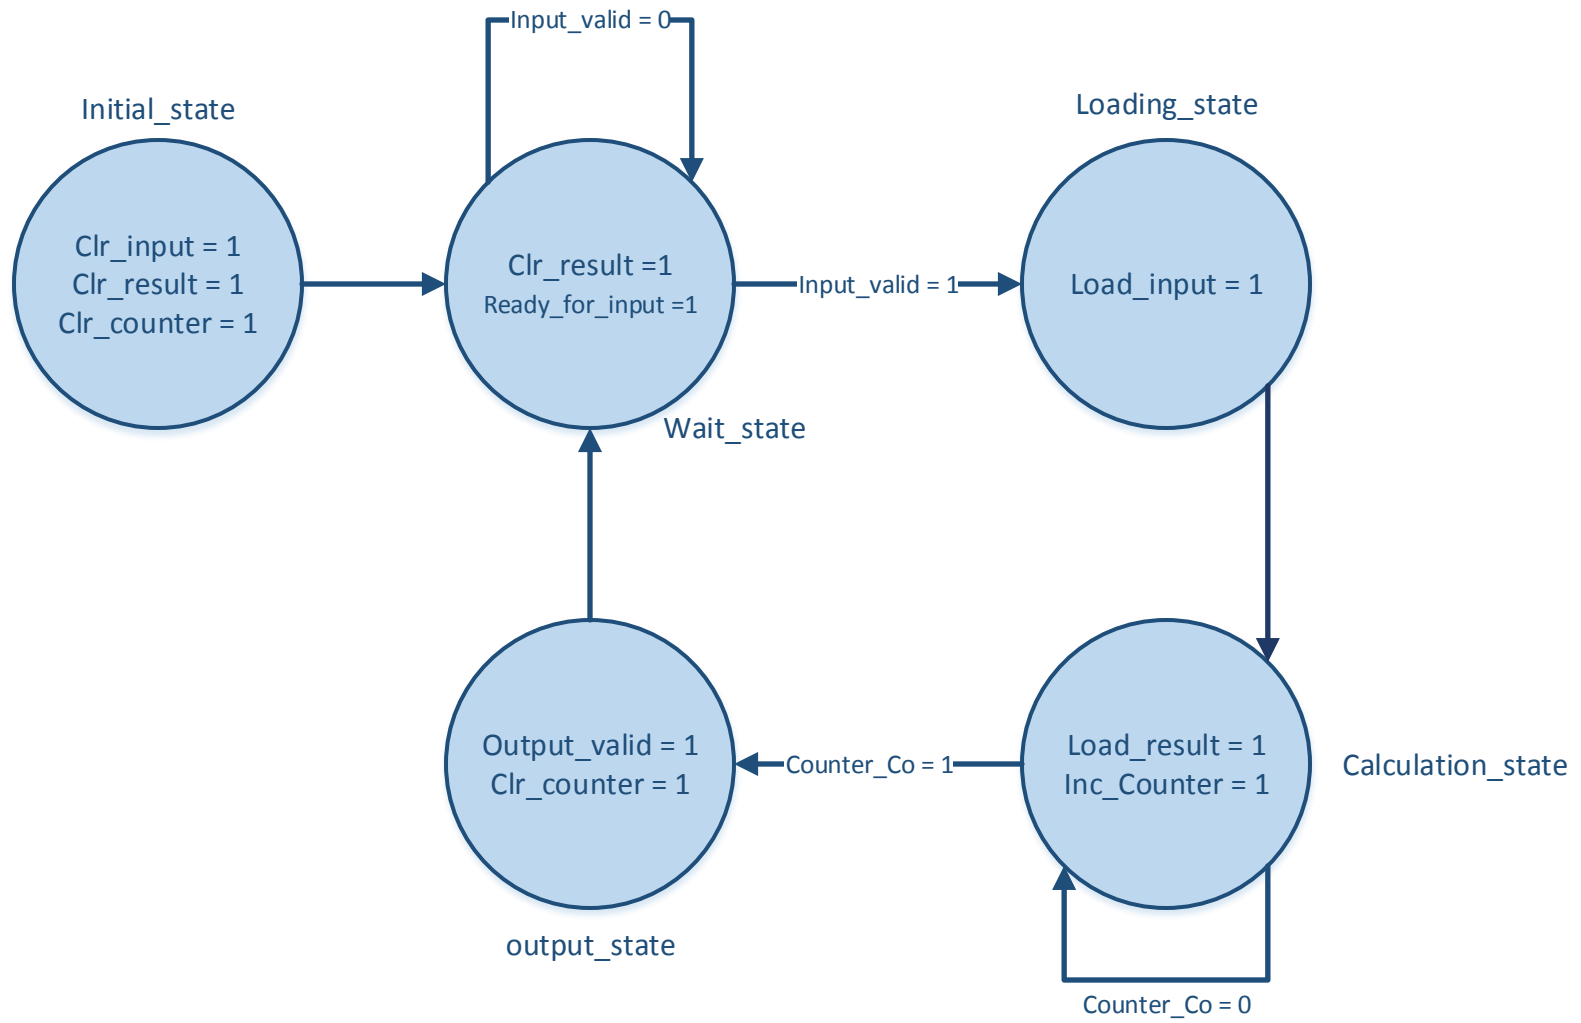 Input_valid = 0
Initial_state
Loading_state
Clr_input = 1
Clr_result = 1
Clr_counter = 1
Clr_result =1
Ready_for_input =1
Input_valid = 1
Load_input = 1
Wait_state
Output_valid = 1
Clr_counter = 1
Counter_Co = 1
Load_result = 1
Inc_Counter = 1
Calculation_state
output_state
Counter_Co = 0